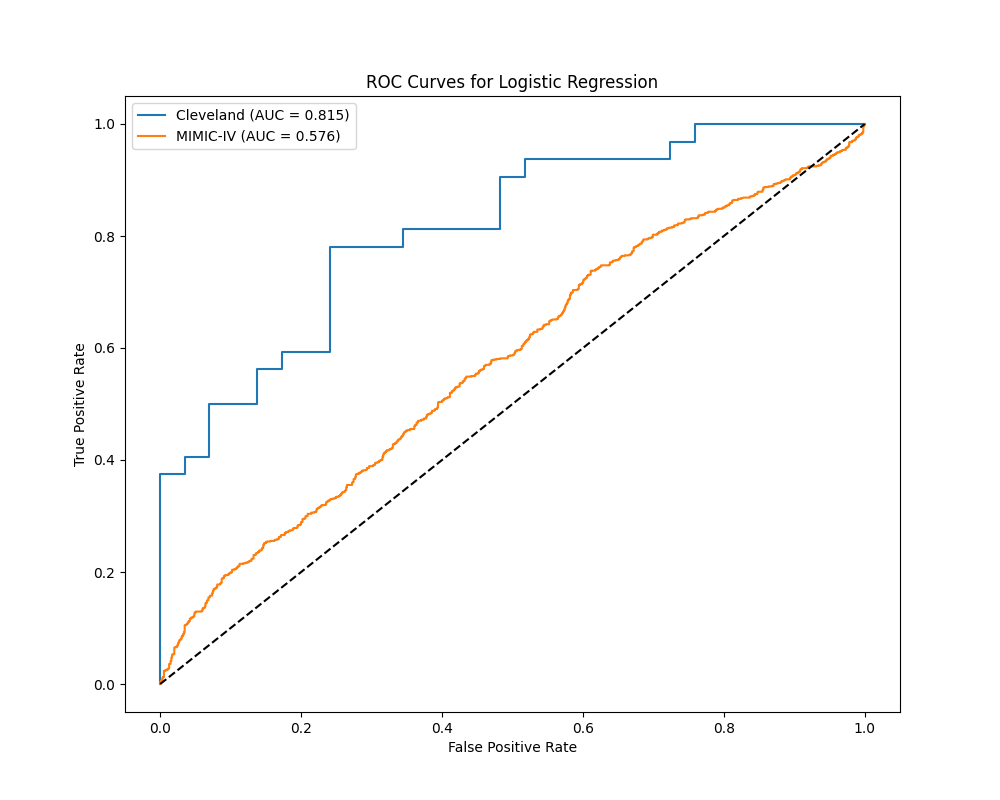 ROC Curves for Logistic Regression
Cleveland (AUC = 0.815)
MIMIC-IV (AUC = 0.576)
1.0
0.8
0.6
0.4
0.2
0.0
True Positive Rate
0.0 0.2 0.4 0.6 0.8 1.0
False Positive Rate